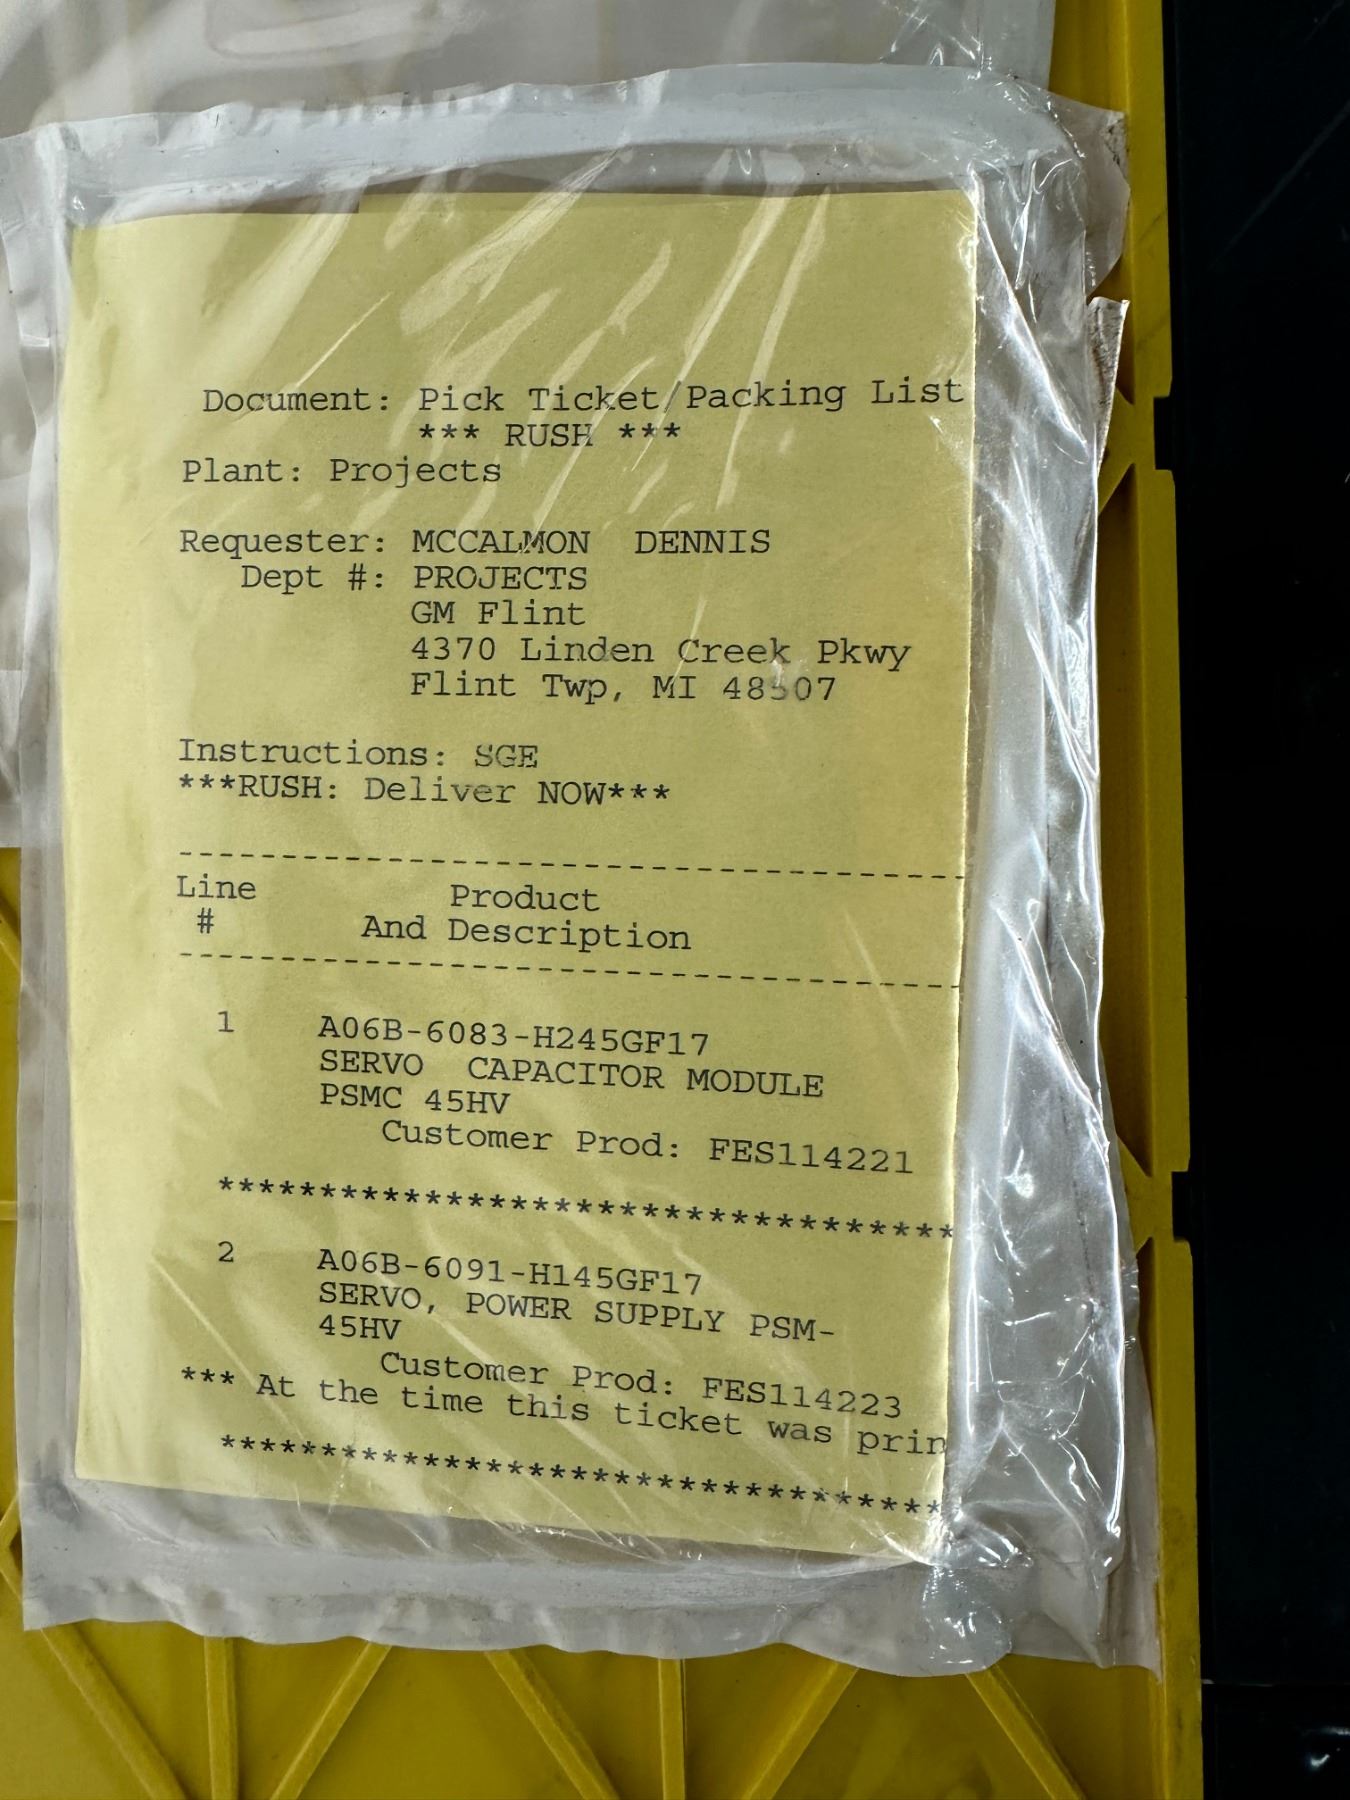 Document: Pick Ticket/Packing List
*** RUSH ***
Plant: Projects
Requester: MCCALMON DENNIS
Dept #: PROJECTS
GM Flint
4370 Linden Creek Pkwy
Flint Twp, MI 48507
Instructions: SGE
***RUSH: Deliver NOW***
-------------------------------------
Line Product
# And Description
-------------------------------------
1 A06B-6083-H245GF17
SERVO CAPACITOR MODULE
PSMC 45HV
Customer Prod: FES114221
***********************************
2 A06B-6091-H145GF17
SERVO, POWER SUPPLY PSM-
45HV
Customer Prod: FES114223
*** At the time this ticket was prin
***********************************